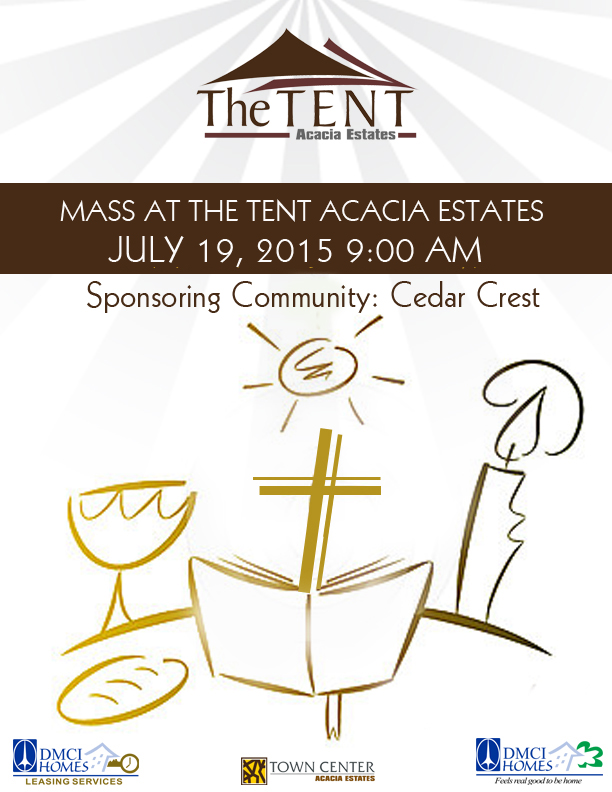 The TENT
Acacia Estates
MASS AT THE TENT ACACIA ESTATES
JULY 19, 2015 9:00 AM
Sponsoring Community: Cedar Crest
DMCI
HOMES
LEASING SERVICES
TOWN CENTER
ACACIA ESTATES
DMCI
HOMES
Feels real good to be home